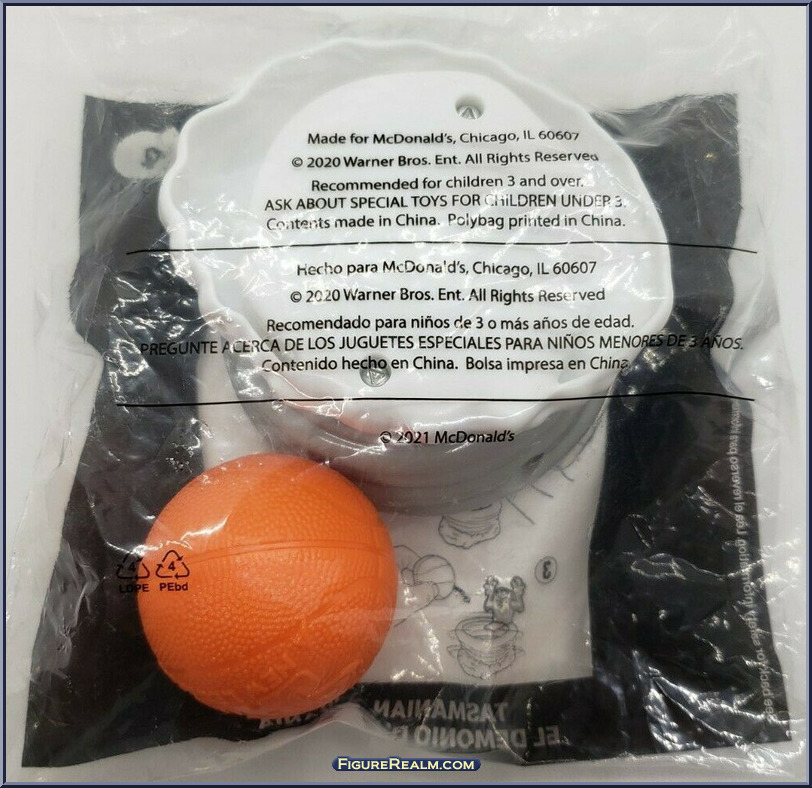 Made for McDonald's, Chicago, IL 60607
© 2020 Warner Bros. Ent. All Rights Reserved
Recommended for children 3 and over.
ASK ABOUT SPECIAL TOYS FOR CHILDREN UNDER 3.
Contents made in China. Polybag printed in China.
Hecho para McDonald's, Chicago, IL 60607
© 2020 Warner Bros. Ent. All Rights Reserved
Recomendado para niños de 3 o más años de edad.
PREGUNTE ACERCA DE LOS JUGUETES ESPECIALES PARA NIÑOS MENORES DE 3 AÑOS.
Contenido hecho en China. Bolsa impresa en China.
© 2021 McDonald's
4 4
LDPE PEbd
3
TASMANIAN
EL DEMONIO
FigureRealm.com